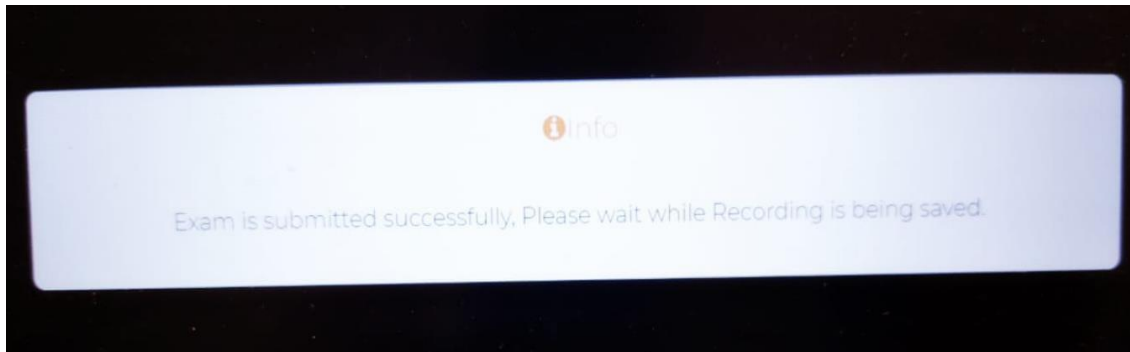 Info
Exam is submitted successfully, Please wait while Recording is being saved.